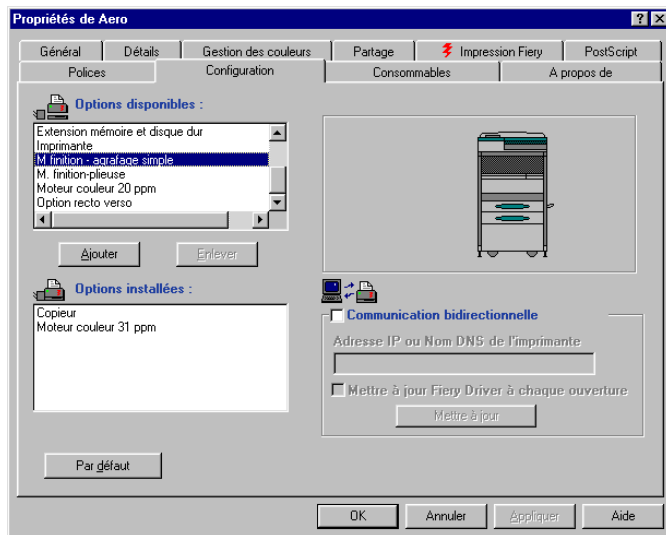 Propriétés de Aero
Général Détails Gestion des couleurs Partage Impression Fiery PostScript
Polices Configuration Consommables A propos de
Options disponibles :
Extension mémoire et disque dur
Imprimante
M finition - agrafage simple
M. finition-plieuse
Moteur couleur 20 ppm
Option recto verso
Ajouter Enlever
Options installées :
Copieur
Moteur couleur 31 ppm
Communication bidirectionnelle
Adresse IP ou Nom DNS de l'imprimante
Mettre à jour Fiery Driver à chaque ouverture
Mettre à jour
Par défaut
OK Annuler Appliquer Aide